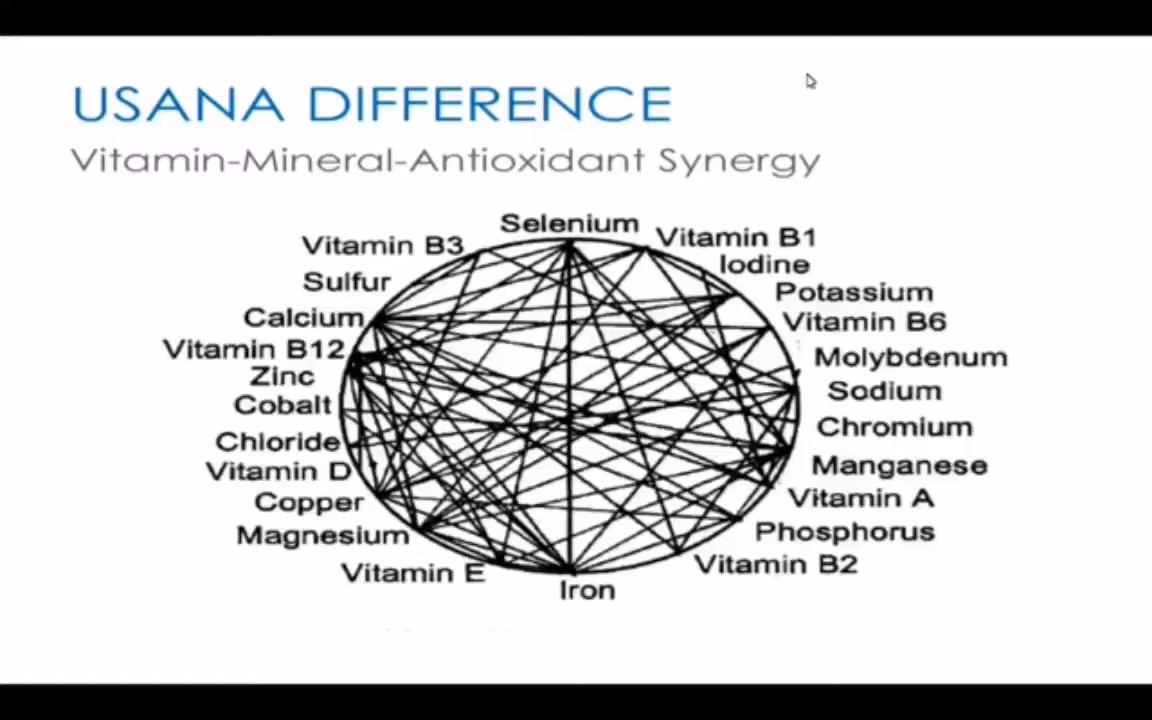 USANA DIFFERENCE
Vitamin-Mineral-Antioxidant Synergy
Selenium
Vitamin B3
Vitamin B1
Sulfur
Iodine
Calcium
Potassium
Vitamin B12
Vitamin B6
Zinc
Molybdenum
Cobalt
Sodium
Chloride
Chromium
Vitamin D
Manganese
Copper
Vitamin A
Magnesium
Phosphorus
Vitamin E
Vitamin B2
Iron